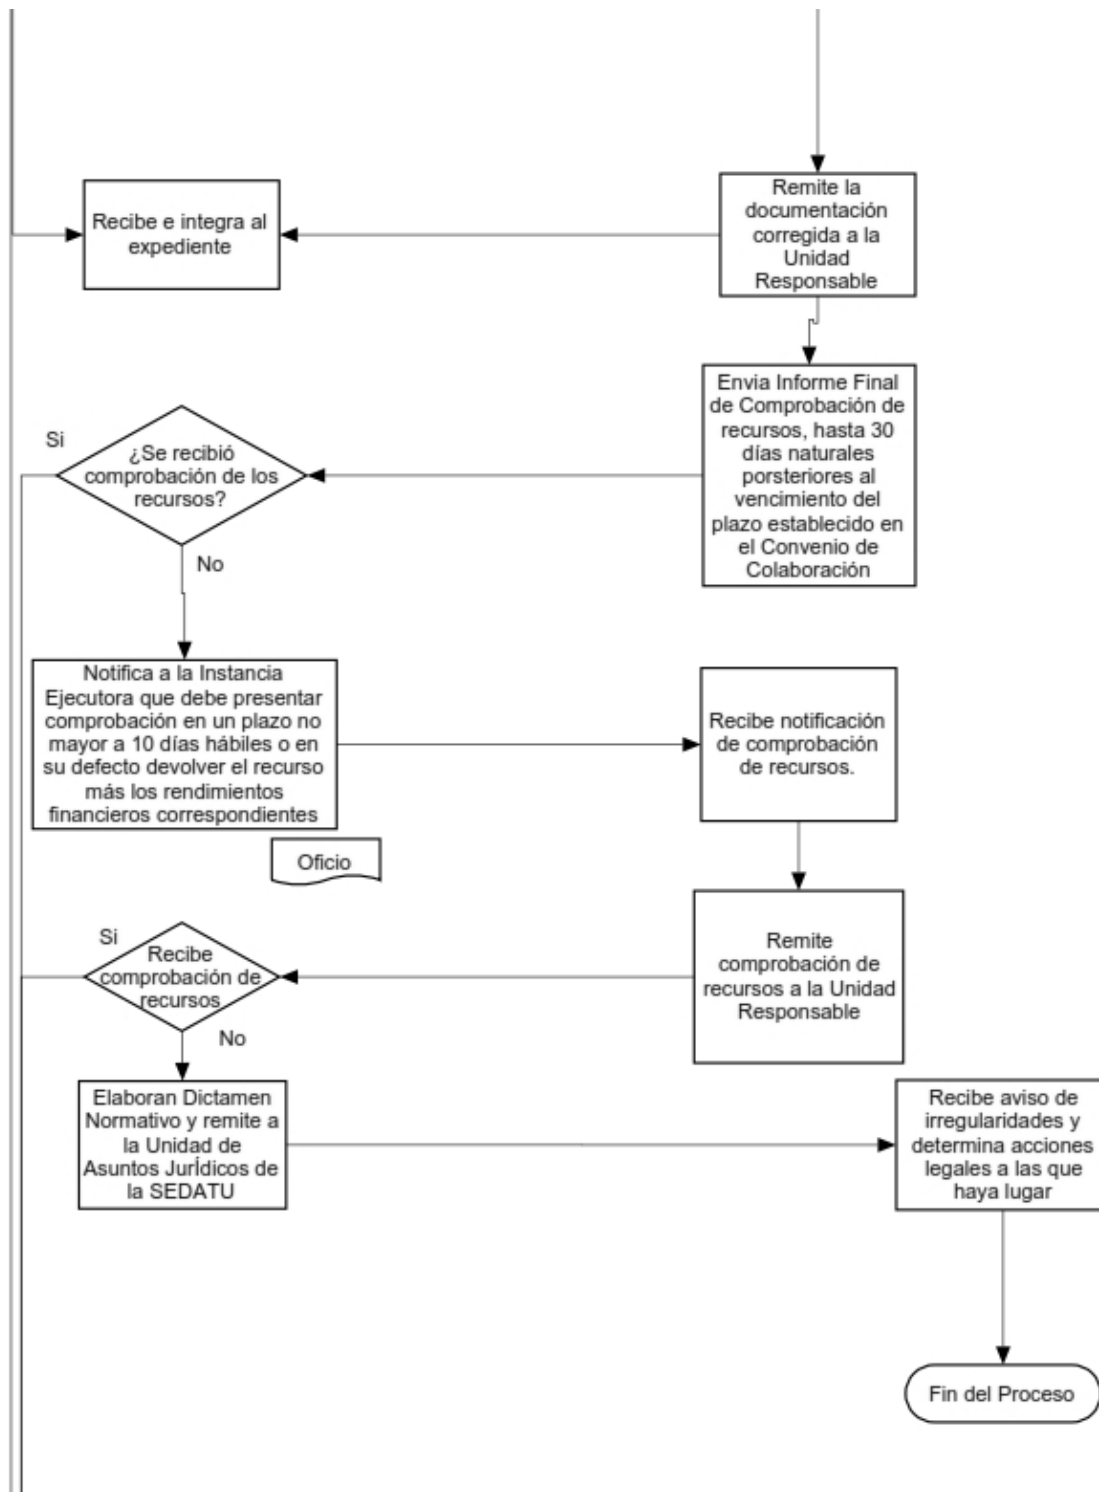 Recibe e integra al
expediente
Remite la
documentación
corregida a la
Unidad
Responsable
Envia Informe Final
de Comprobación de
recursos, hasta 30
días naturales
porsteriores al
vencimiento del
plazo establecido en
el Convenio de
Colaboración
Si
¿Se recibió
comprobación de los
recursos?
No
Notifica a la Instancia
Ejecutora que debe presentar
comprobación en un plazo no
mayor a 10 días hábiles o en
su defecto devolver el recurso
más los rendimientos
financieros correspondientes
Oficio
Recibe notificación
de comprobación
de recursos.
Remite
comprobación de
recursos a la Unidad
Responsable
Si
Recibe
comprobación de
recursos
No
Elaboran Dictamen
Normativo y remite a
la Unidad de
Asuntos JurÍdicos de
la SEDATU
Recibe aviso de
irregularidades y
determina acciones
legales a las que
haya lugar
Fin del Proceso